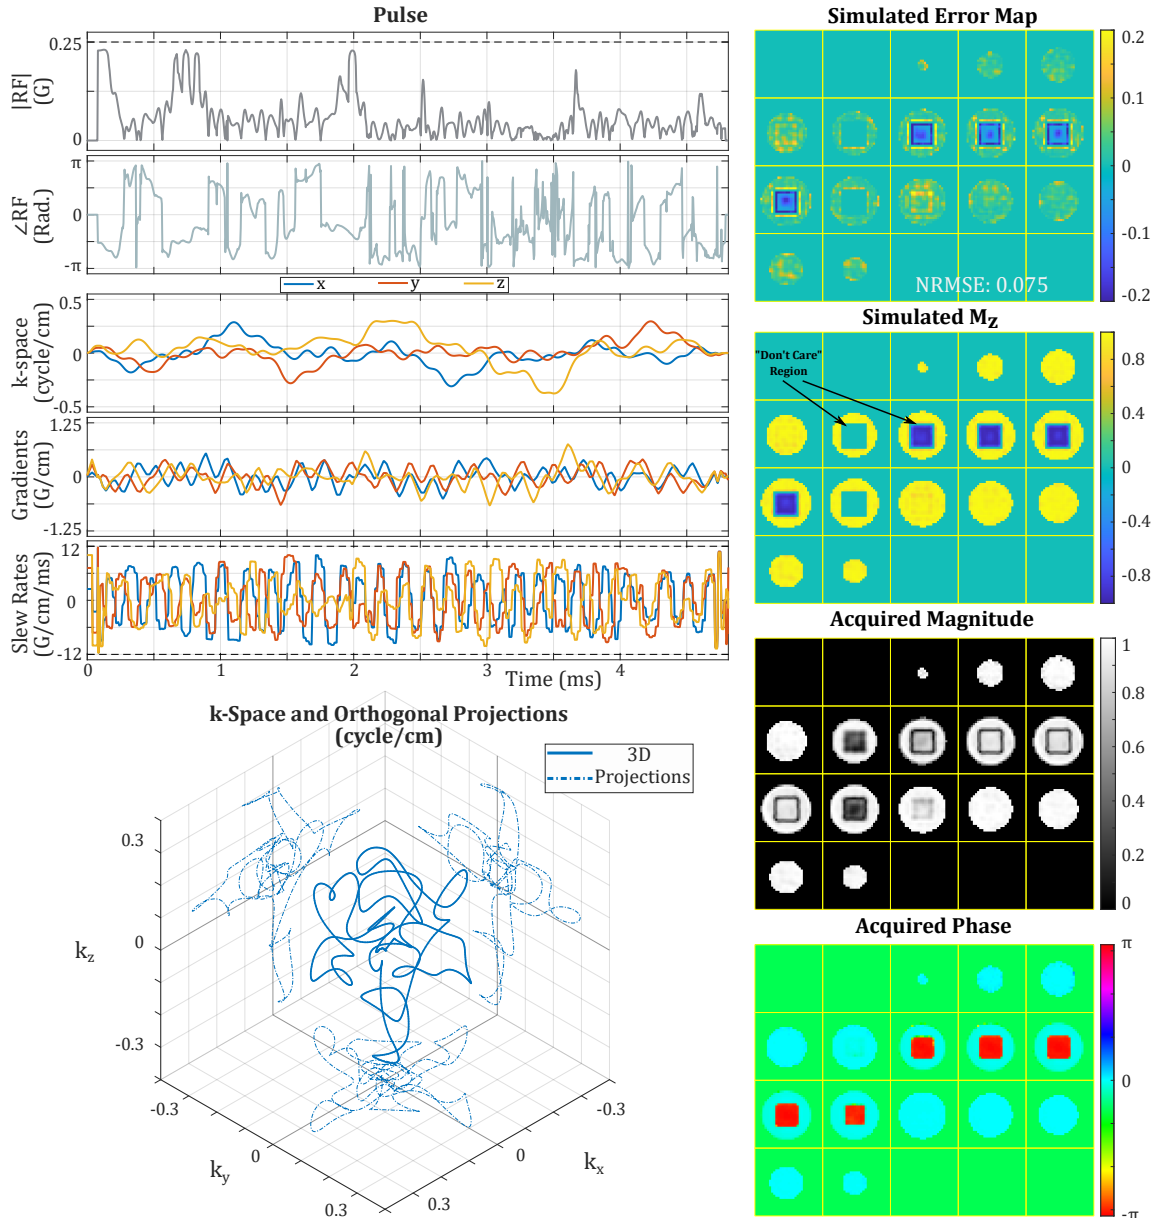 Pulse
0.25
|RF|
(G)
0
π
∠RF
(Rad.)
0
-π
x
y
z
0.5
k-space
(cycle/cm)
0
-0.5
1.25
Gradients
(G/cm)
0
-1.25
12
Slew Rates
(G/cm/ms)
0
-12
0
1
2
3
4
Time (ms)
k-Space and Orthogonal Projections
(cycle/cm)
3D
Projections
0.3
kz
0
-0.3
-0.3
ky
0
0.3
-0.3
kx
0
0.3
Simulated Error Map
0.2
0.1
0
-0.1
-0.2
NRMSE: 0.075
Simulated MZ
"Don't Care"
Region
0.8
0.4
0
-0.4
-0.8
Acquired Magnitude
1
0.8
0.6
0.4
0.2
0
Acquired Phase
π
0
-π